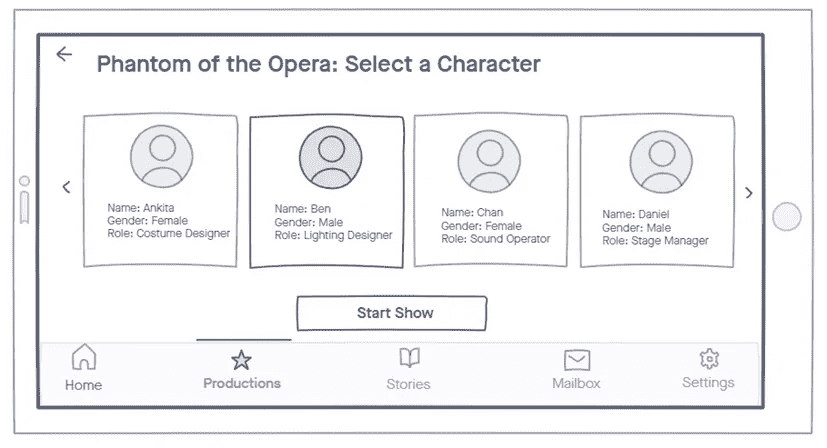 Phantom of the Opera: Select a Character
Name: Ankita
Gender: Female
Role: Costume Designer
Name: Ben
Gender: Male
Role: Lighting Designer
Name: Chan
Gender: Female
Role: Sound Operator
Name: Daniel
Gender: Male
Role: Stage Manager
Start Show
Home
Productions
Stories
Mailbox
Settings